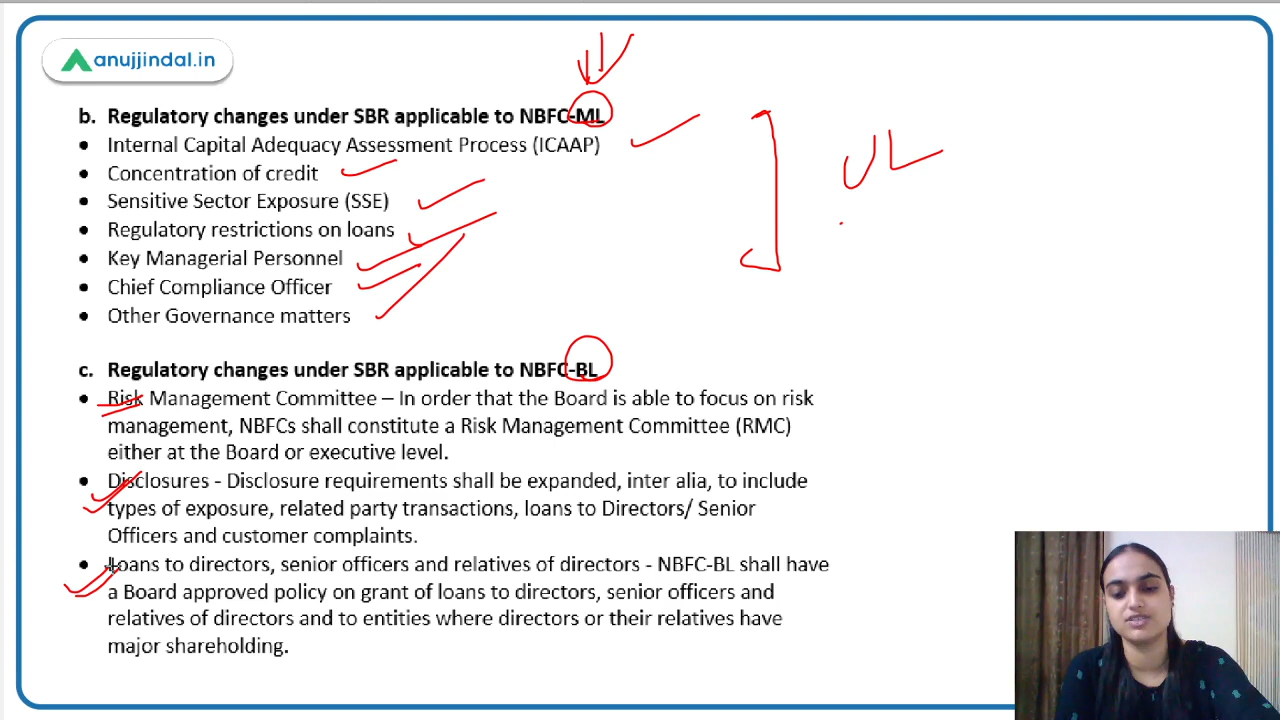 anujjindal.in
b. Regulatory changes under SBR applicable to NBFC-ML
• Internal Capital Adequacy Assessment Process (ICAAP)
• Concentration of credit
• Sensitive Sector Exposure (SSE)
• Regulatory restrictions on loans
• Key Managerial Personnel
• Chief Compliance Officer
• Other Governance matters
UL
c. Regulatory changes under SBR applicable to NBFC-BL
• Risk Management Committee – In order that the Board is able to focus on risk
management, NBFCs shall constitute a Risk Management Committee (RMC)
either at the Board or executive level.
• Disclosures - Disclosure requirements shall be expanded, inter alia, to include
types of exposure, related party transactions, loans to Directors/ Senior
Officers and customer complaints.
• Loans to directors, senior officers and relatives of directors - NBFC-BL shall have
a Board approved policy on grant of loans to directors, senior officers and
relatives of directors and to entities where directors or their relatives have
major shareholding.